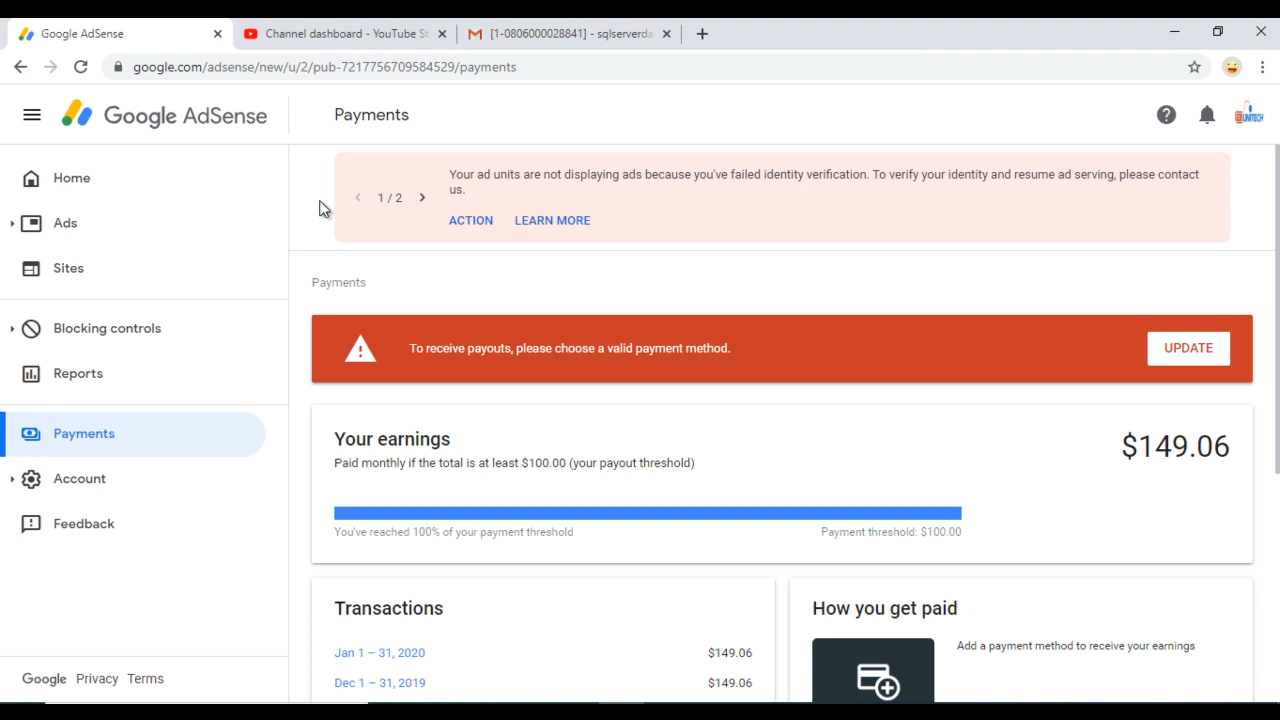 Google AdSense
Channel dashboard - YouTube St
[1-0806000028841] - sqlserverda
google.com/adsense/new/u/2/pub-7217756709584529/payments
Google AdSense
Payments
UNITECH
Home
Ads
Sites
Blocking controls
Reports
Payments
Account
Feedback
Google Privacy Terms
1 / 2
Your ad units are not displaying ads because you've failed identity verification. To verify your identity and resume ad serving, please contact
us.
ACTION LEARN MORE
Payments
To receive payouts, please choose a valid payment method.
UPDATE
Your earnings
$149.06
Paid monthly if the total is at least $100.00 (your payout threshold)
You've reached 100% of your payment threshold
Payment threshold: $100.00
Transactions
Jan 1 – 31, 2020 $149.06
Dec 1 – 31, 2019 $149.06
How you get paid
Add a payment method to receive your earnings